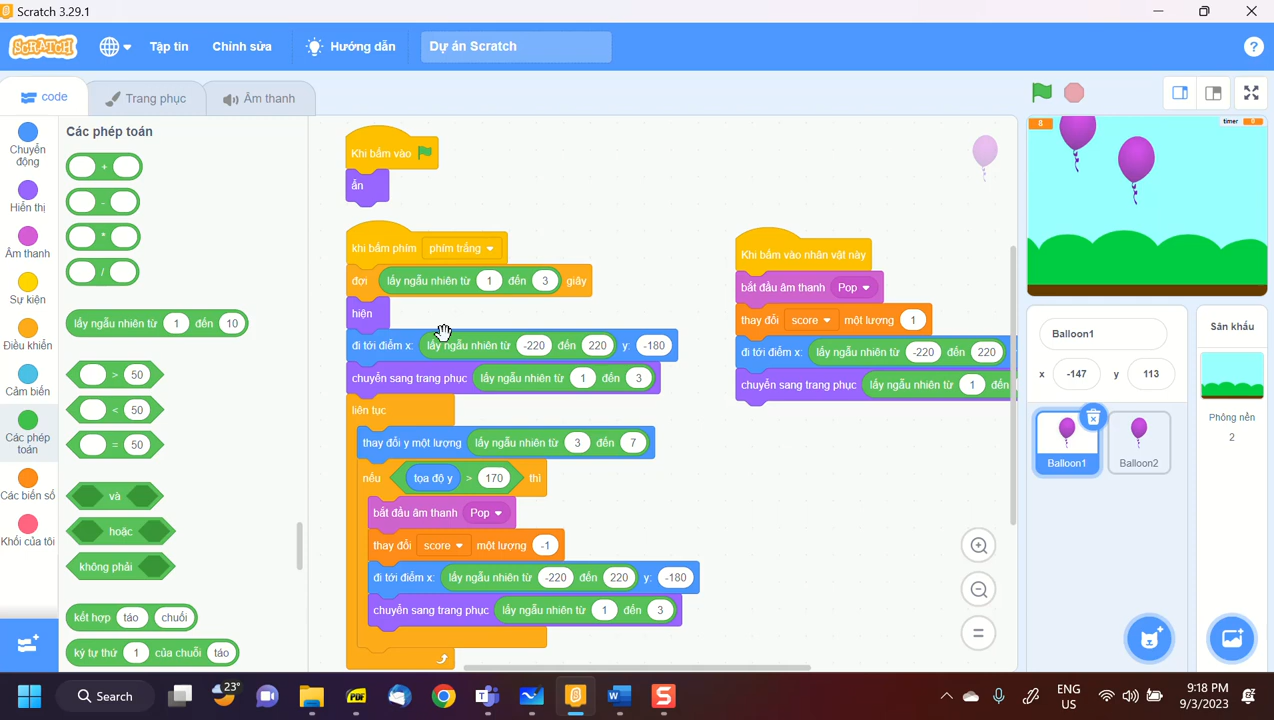 Scratch 3.29.1
SCRATCH
Tập tin
Chỉnh sửa
Hướng dẫn
Dự án Scratch
?
code
Trang phục
Âm thanh
Chuyển động
Hiển thị
Âm thanh
Sự kiện
Điều khiển
Cảm biến
Các phép toán
Các biến số
Khối của tôi
Các phép toán
+
-
*
/
lấy ngẫu nhiên từ 1 đến 10
> 50
< 50
= 50
và
hoặc
không phải
kết hợp táo chuối
ký tự thứ 1 của chuỗi táo
Khi bấm vào
ẩn
khi bấm phím phím trắng
đợi lấy ngẫu nhiên từ 1 đến 3 giây
hiện
đi tới điểm x: lấy ngẫu nhiên từ -220 đến 220 y: -180
chuyển sang trang phục lấy ngẫu nhiên từ 1 đến 3
liên tục
thay đổi y một lượng lấy ngẫu nhiên từ 3 đến 7
nếu tọa độ y > 170 thì
bắt đầu âm thanh Pop
thay đổi score một lượng -1
đi tới điểm x: lấy ngẫu nhiên từ -220 đến 220 y: -180
chuyển sang trang phục lấy ngẫu nhiên từ 1 đến 3
Khi bấm vào nhân vật này
bắt đầu âm thanh Pop
thay đổi score một lượng 1
đi tới điểm x: lấy ngẫu nhiên từ -220 đến 220
chuyển sang trang phục lấy ngẫu nhiên từ 1 đến
8
timer 0
Balloon1
x -147 y 113
Balloon1
Balloon2
Sân khấu
Phông nền
2
23°
Search
PDF
ENG
US
9:18 PM
9/3/2023